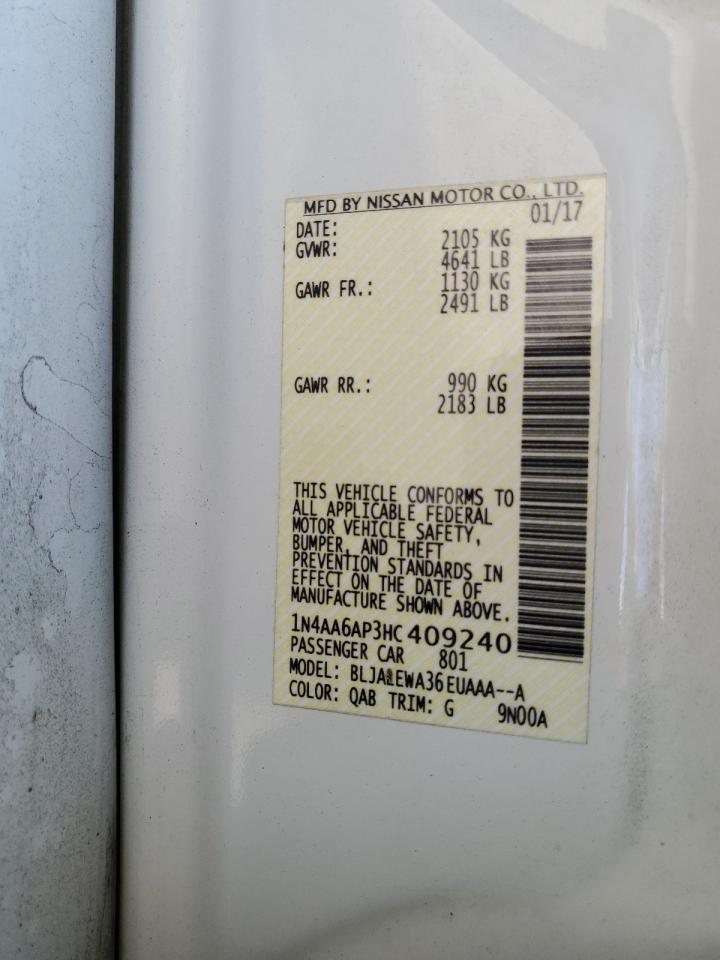 MFD BY NISSAN MOTOR CO., LTD.
DATE: 01/17
GVWR: 2105 KG
4641 LB
GAWR FR.: 1130 KG
2491 LB
GAWR RR.: 990 KG
2183 LB
THIS VEHICLE CONFORMS TO
ALL APPLICABLE FEDERAL
MOTOR VEHICLE SAFETY,
BUMPER, AND THEFT
PREVENTION STANDARDS IN
EFFECT ON THE DATE OF
MANUFACTURE SHOWN ABOVE.
1N4AA6AP3HC409240
PASSENGER CAR 801
MODEL: BLJALEWA36EUAAA--A
COLOR: QAB TRIM: G 9N00A